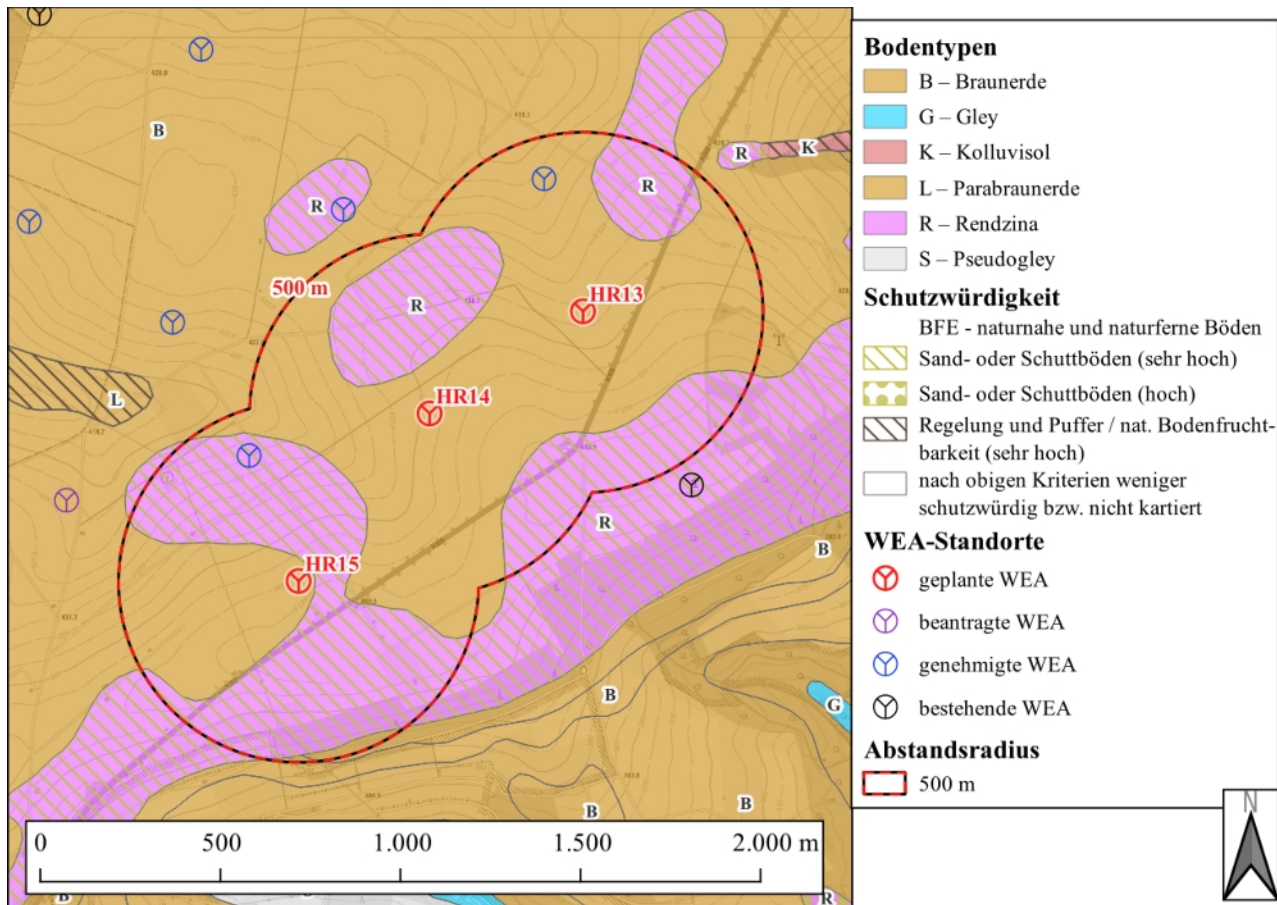 B
R
R
R
K
500 m
R
HR13
HR14
L
R
B
HR15
B
G
B
B
0 500 1.000 1.500 2.000 m
B
R
Bodentypen
B – Braunerde
G – Gley
K – Kolluvisol
L – Parabraunerde
R – Rendzina
S – Pseudogley
Schutzwürdigkeit
BFE - naturnahe und naturferne Böden
Sand- oder Schuttböden (sehr hoch)
Sand- oder Schuttböden (hoch)
Regelung und Puffer / nat. Bodenfrucht-
barkeit (sehr hoch)
nach obigen Kriterien weniger
schutzwürdig bzw. nicht kartiert
WEA-Standorte
geplante WEA
beantragte WEA
genehmigte WEA
bestehende WEA
Abstandsradius
500 m
N